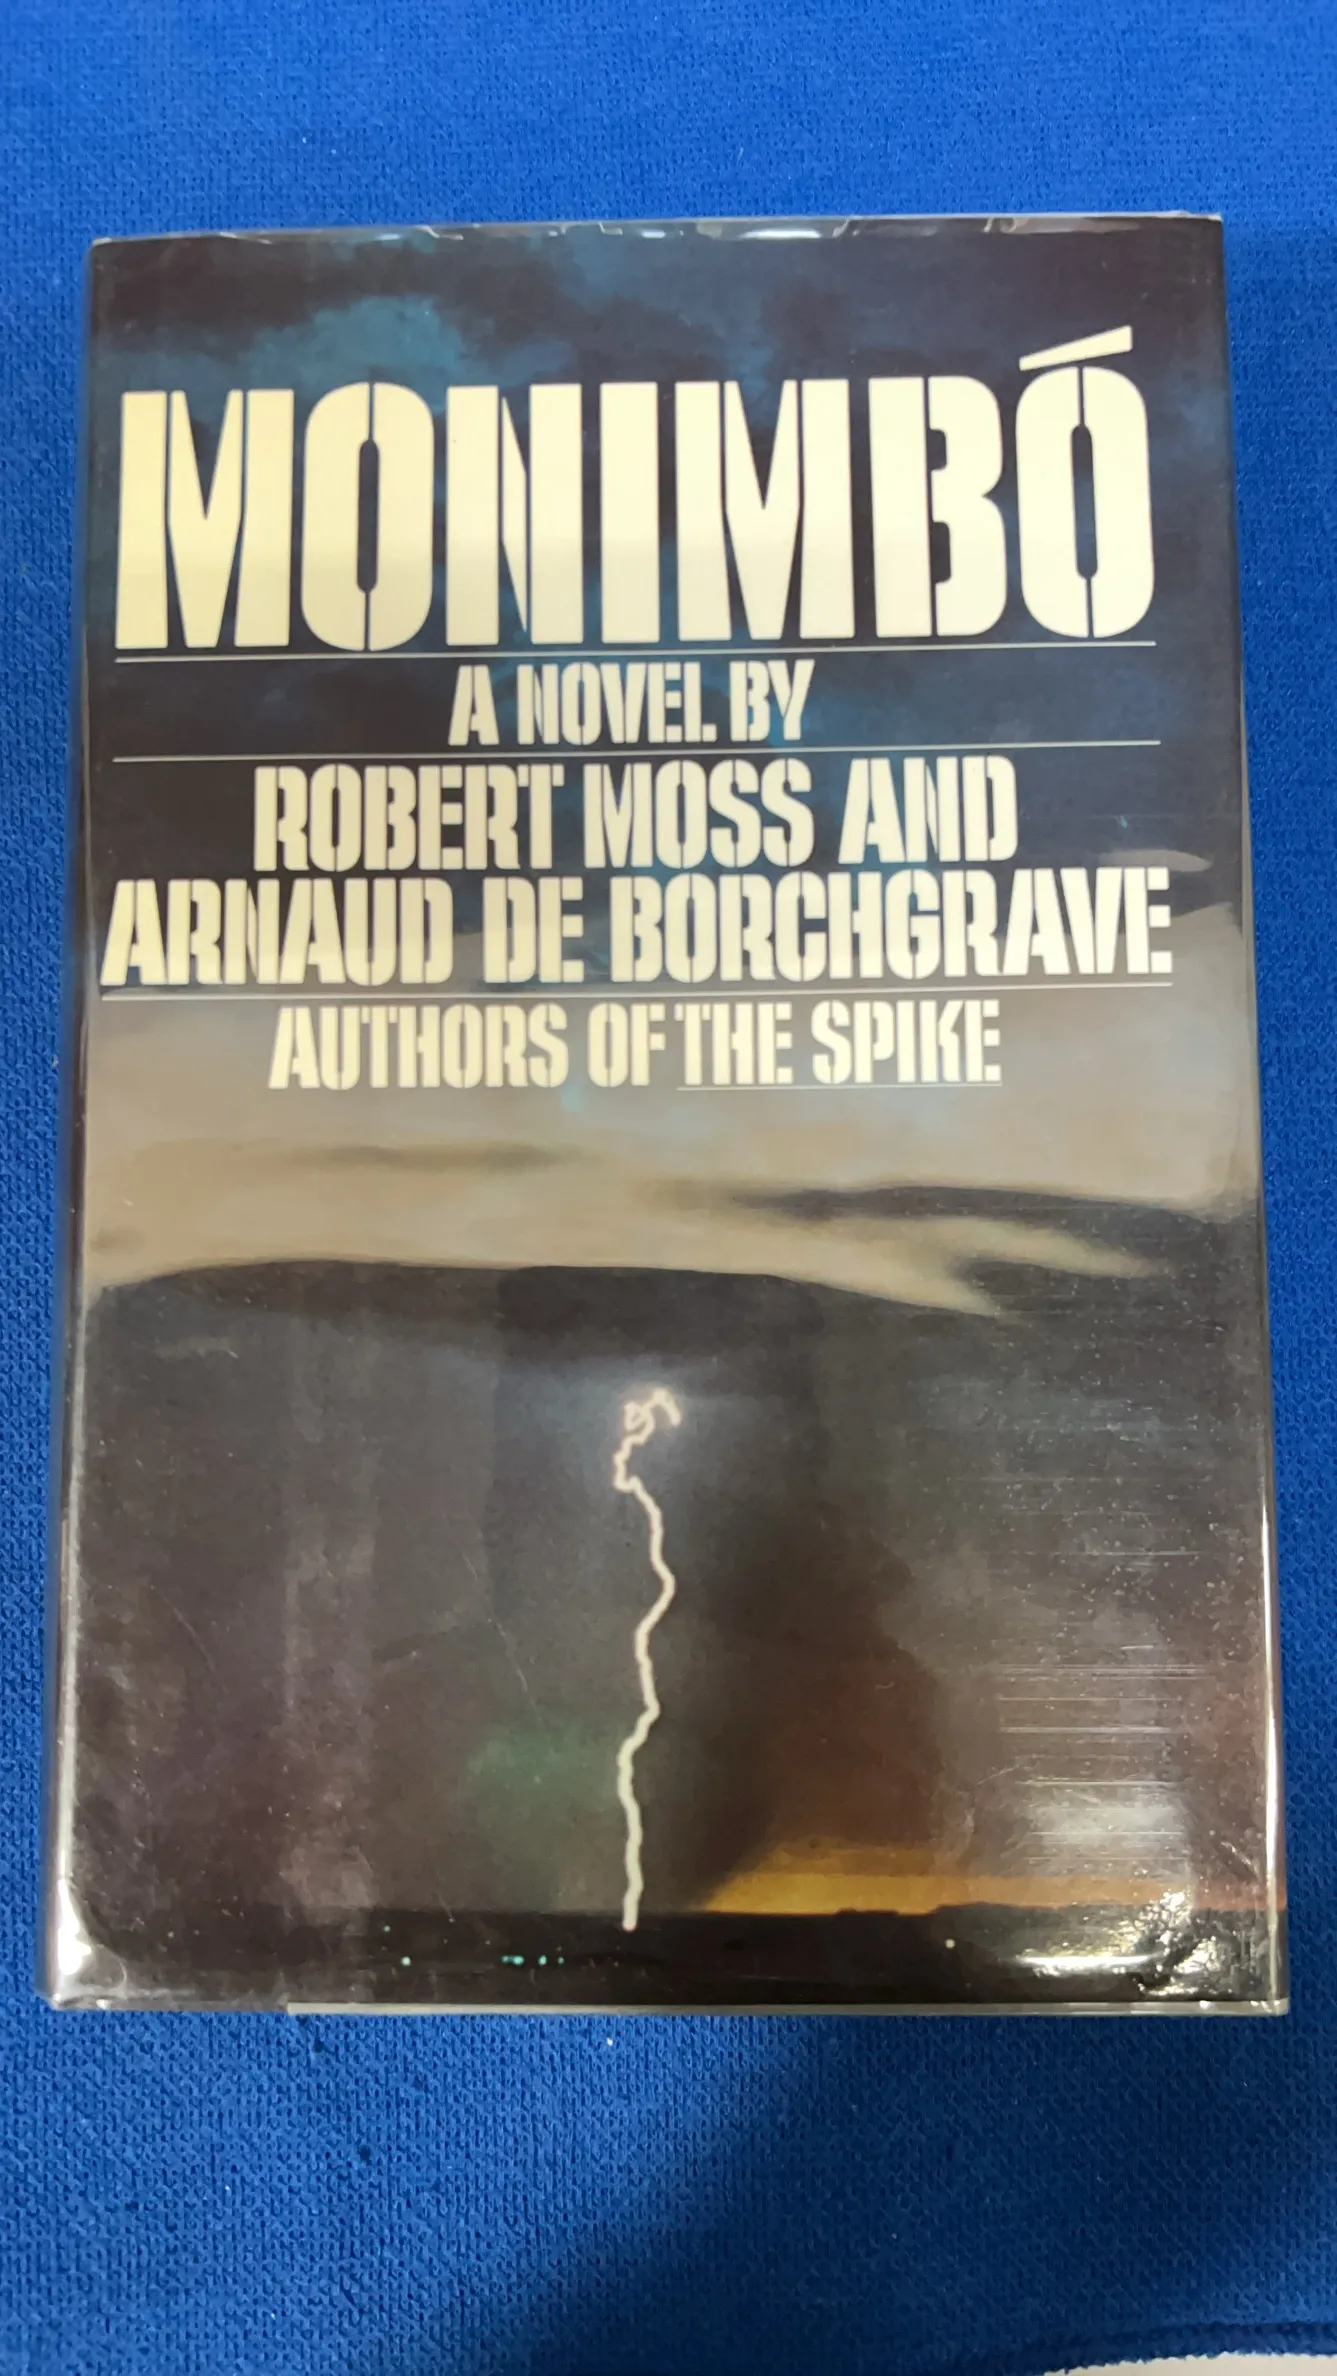 MONIMBÓ
A NOVEL BY
ROBERT MOSS AND
ARNAUD DE BORCHGRAVE
AUTHORS OF THE SPIKE